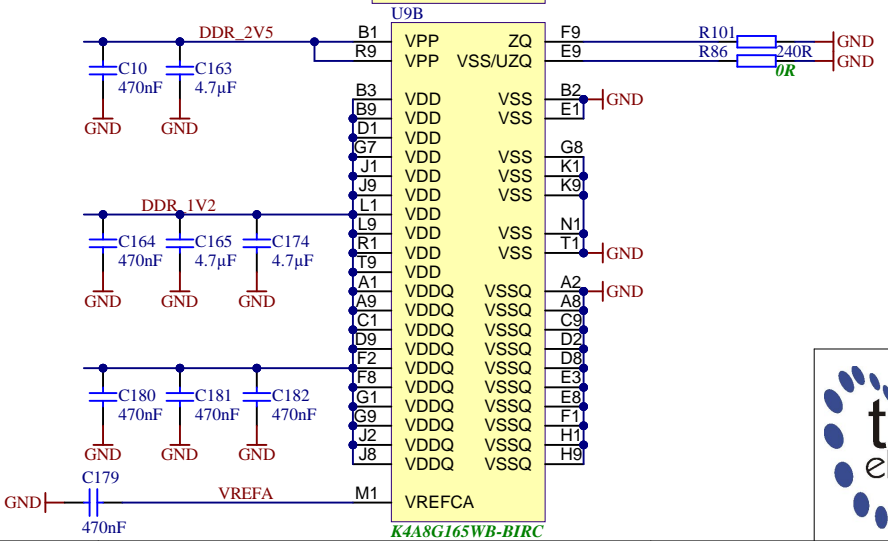 U9B
DDR_2V5
B1 VPP ZQ F9 R101 GND
R9 VPP VSS/UZQ E9 R86 240R GND
0R
C10 C163
470nF 4.7µF
GND GND
B3 VDD VSS B2 GND
B9 VDD VSS E1
D1 VDD
G7 VDD VSS G8
J1 VDD VSS K1
J9 VDD VSS K9
DDR_1V2 L1 VDD
L9 VDD VSS N1
R1 VDD VSS T1 GND
T9 VDD
C164 C165 C174
470nF 4.7µF 4.7µF
GND GND GND
A1 VDDQ VSSQ A2 GND
A9 VDDQ VSSQ A8
C1 VDDQ VSSQ C9
D9 VDDQ VSSQ D2
F2 VDDQ VSSQ D8
F8 VDDQ VSSQ E3
G1 VDDQ VSSQ E8
G9 VDDQ VSSQ F1
J2 VDDQ VSSQ H1
J8 VDDQ VSSQ H9
C180 C181 C182
470nF 470nF 470nF
GND GND GND
C179
GND VREFA M1 VREFCA
470nF
K4A8G165WB-BIRC
t
el